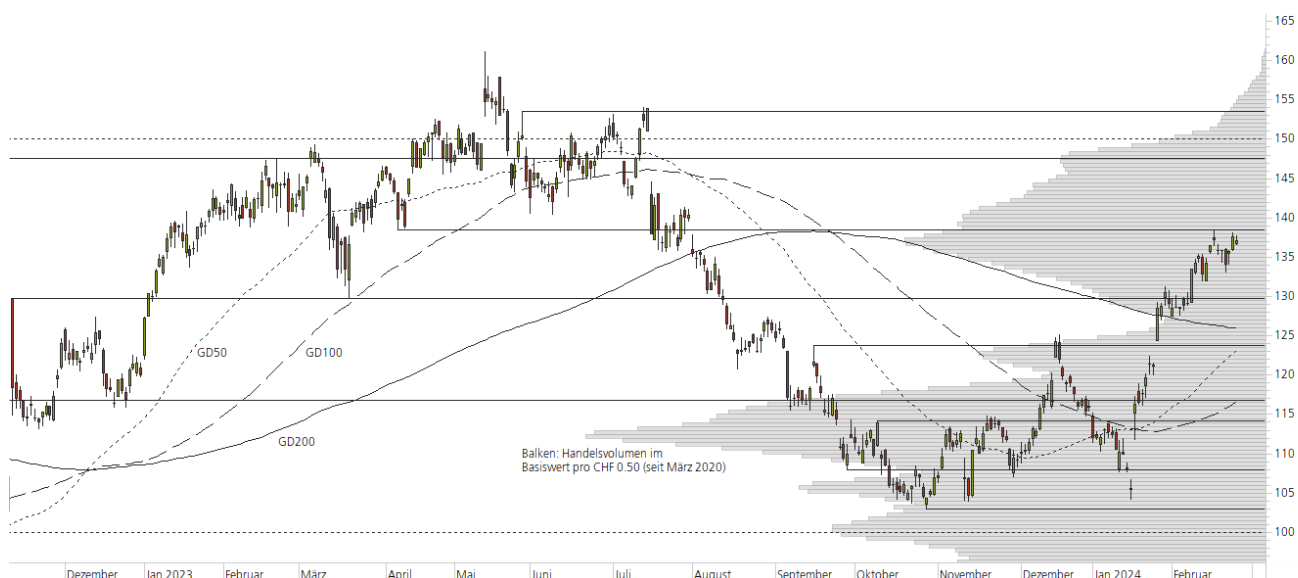 165
160
155
150
145
140
135
130
125
120
115
110
105
100
GD50
GD100
GD200
Balken: Handelsvolumen im
Basiswert pro CHF 0.50 (seit März 2020)
Dezember Jan 2023 Februar März April Mai Juni Juli August September Oktober November Dezember Jan 2024 Februar